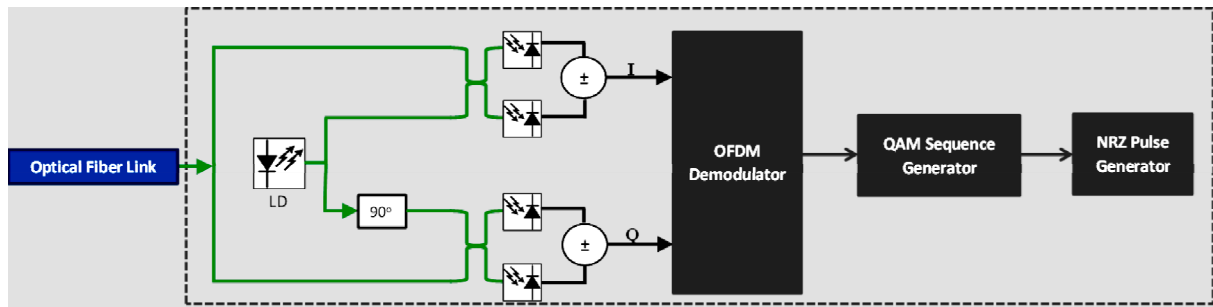 Optical Fiber Link
LD
90°
±
I
±
Q
OFDM
Demodulator
QAM Sequence
Generator
NRZ Pulse
Generator